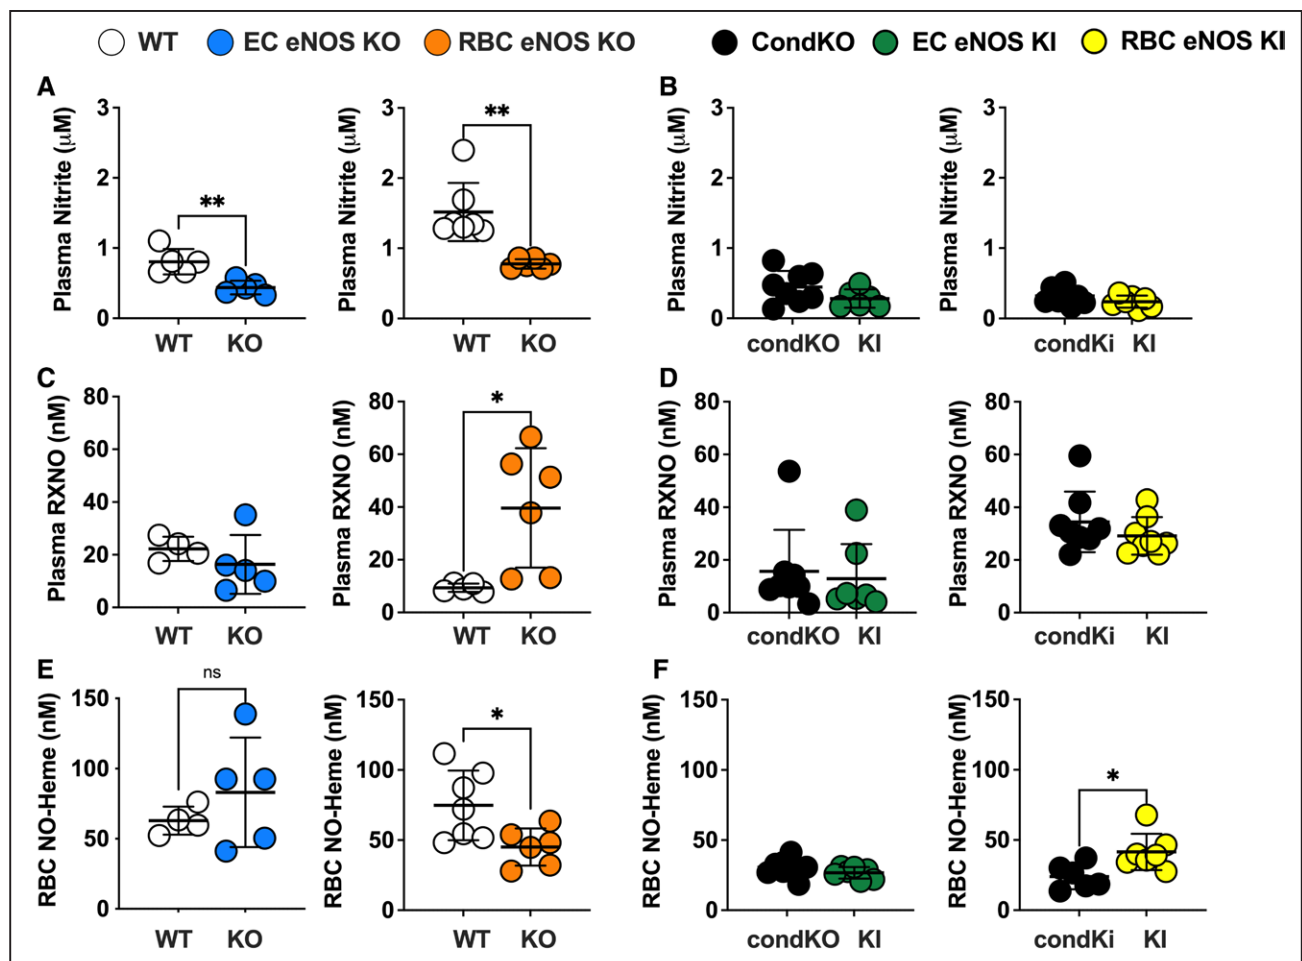 WT EC eNOS KO RBC eNOS KO CondKO EC eNOS KI RBC eNOS KI
A B
Plasma Nitrite (μM) 3 2 1 0 ** WT KO
Plasma Nitrite (μM) 3 2 1 0 ** WT KO
Plasma Nitrite (μM) 3 2 1 0 condKO KI
Plasma Nitrite (μM) 3 2 1 0 condKi KI
C D
Plasma RXNO (nM) 80 60 40 20 0 WT KO
Plasma RXNO (nM) 80 60 40 20 0 * WT KO
Plasma RXNO (nM) 80 60 40 20 0 condKO KI
Plasma RXNO (nM) 80 60 40 20 0 condKi KI
E F
RBC NO-Heme (nM) 150 100 50 0 ns WT KO
RBC NO-Heme (nM) 150 100 50 0 * WT KO
RBC NO-Heme (nM) 150 100 50 0 condKO KI
RBC NO-Heme (nM) 150 100 50 0 * condKi KI